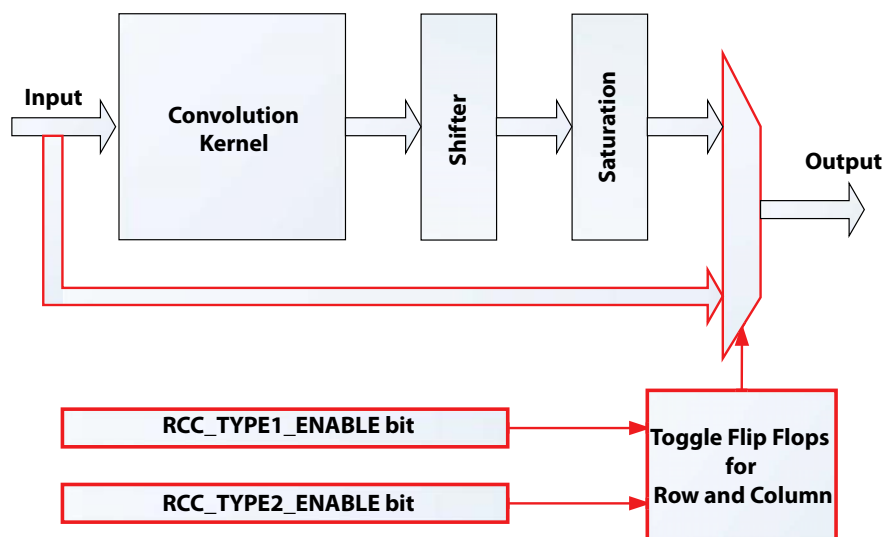 Input
Convolution
Kernel
Shifter
Saturation
Output
RCC_TYPE1_ENABLE bit
RCC_TYPE2_ENABLE bit
Toggle Flip Flops
for
Row and Column